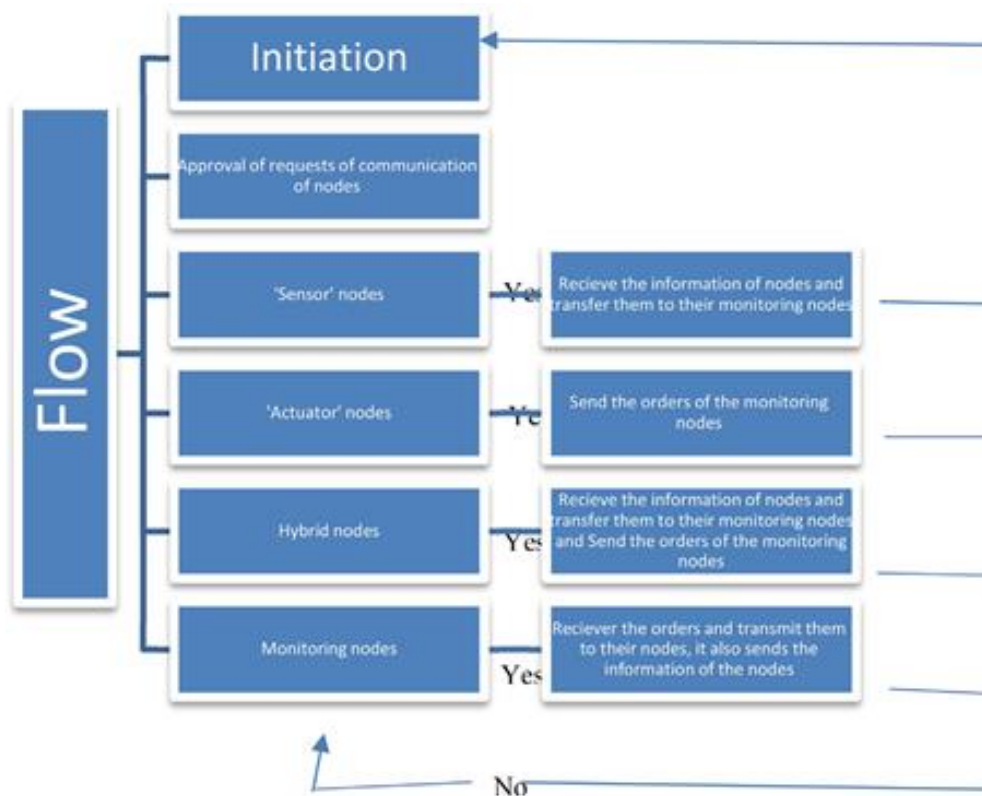 Flow
Initiation
Approval of requests of communication
of nodes
'Sensor' nodes
Yes
Recieve the information of nodes and
transfer them to their monitoring nodes
'Actuator' nodes
Ye
Send the orders of the monitoring
nodes
Hybrid nodes
Yes
Recieve the information of nodes and
transfer them to their monitoring nodes
and Send the orders of the monitoring
nodes
Monitoring nodes
Yes
Reciever the orders and transmit them
to their nodes, it also sends the
information of the nodes
No